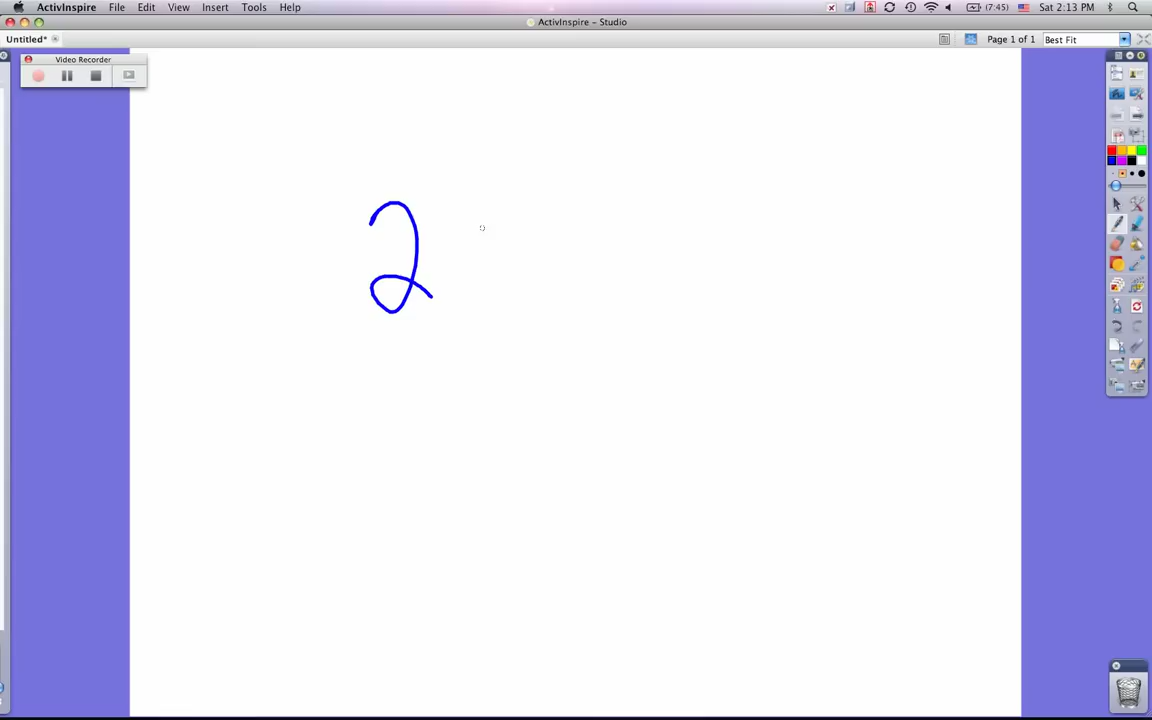 ActivInspire File Edit View Insert Tools Help (7:45) Sat 2:13 PM
ActivInspire – Studio
Untitled* Page 1 of 1 Best Fit
Video Recorder
2